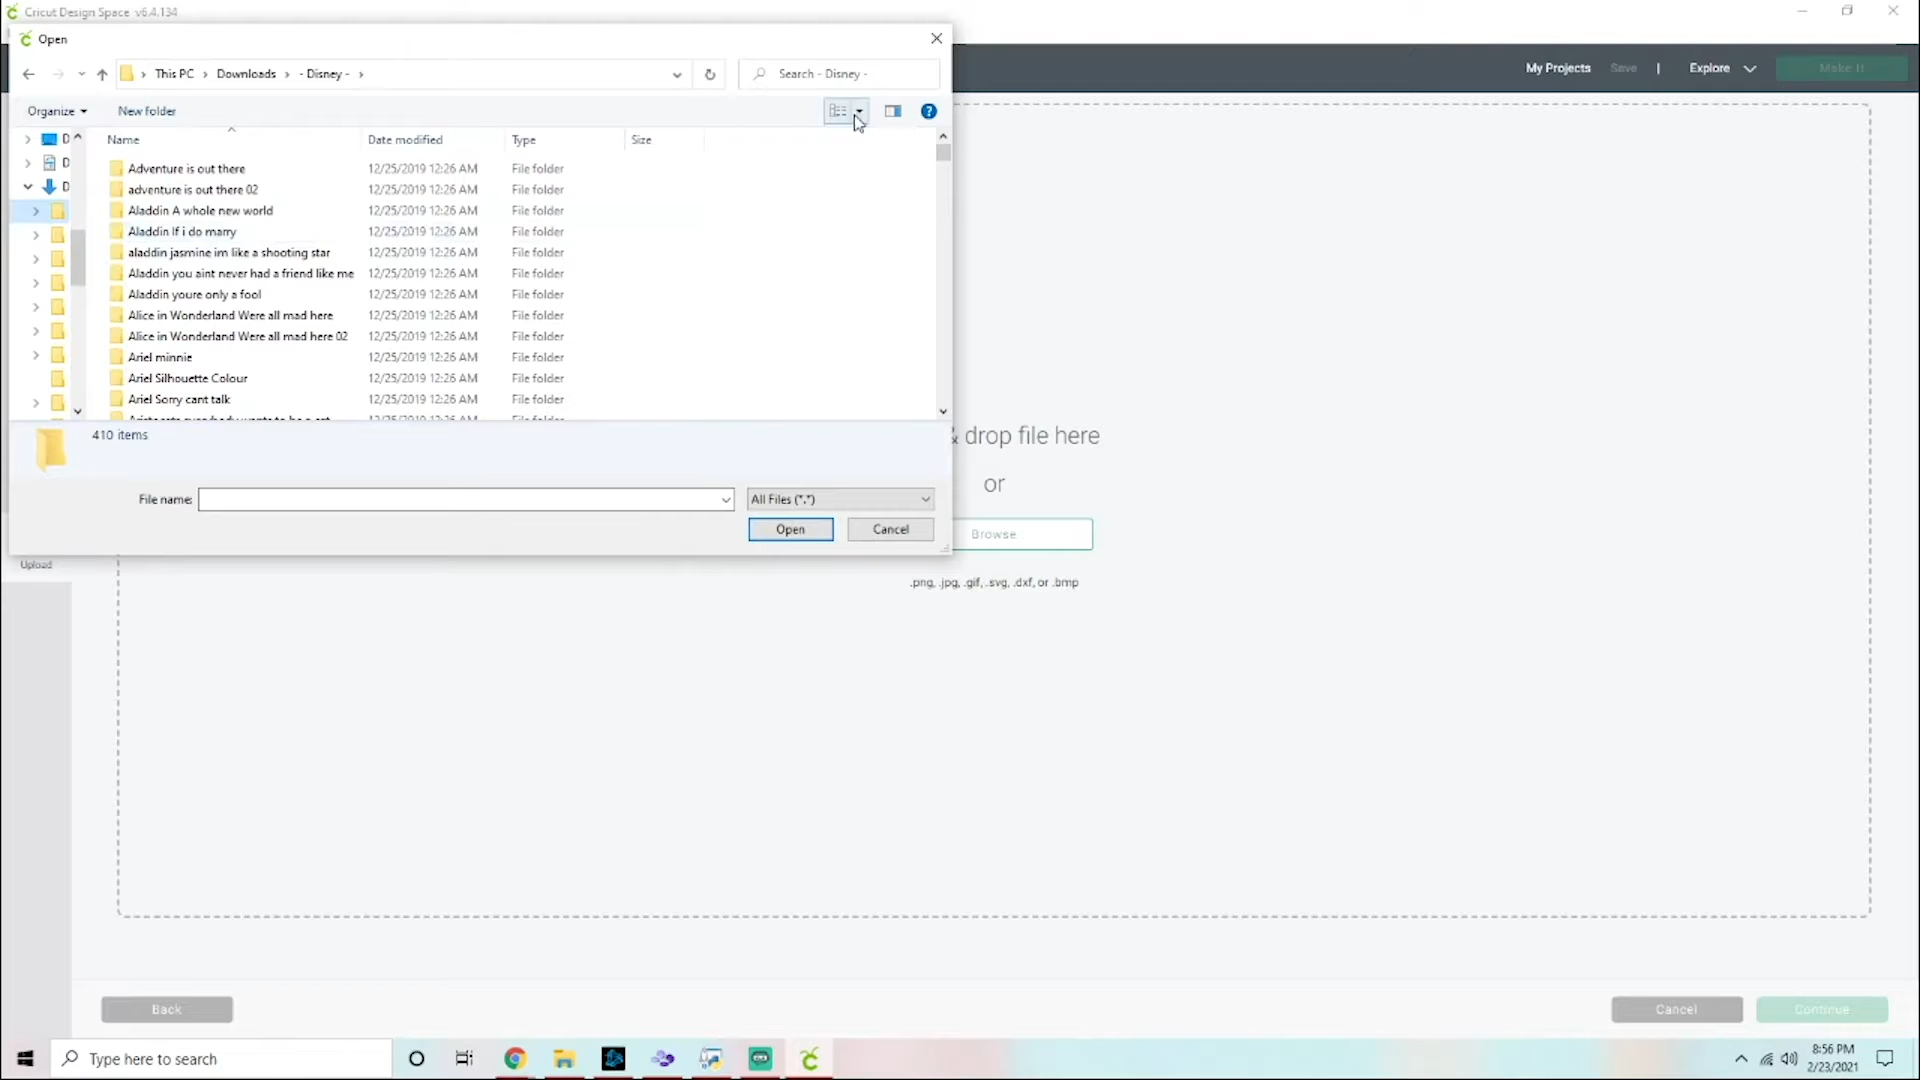 Cricut Design Space v6.4.134
Open
This PC › Downloads › - Disney - ›
Search - Disney -
My Projects Save | Explore Make It
Organize New folder
Name Date modified Type Size
Adventure is out there 12/25/2019 12:26 AM File folder
adventure is out there 02 12/25/2019 12:26 AM File folder
Aladdin A whole new world 12/25/2019 12:26 AM File folder
Aladdin If i do marry 12/25/2019 12:26 AM File folder
aladdin jasmine im like a shooting star 12/25/2019 12:26 AM File folder
Aladdin you aint never had a friend like me 12/25/2019 12:26 AM File folder
Aladdin youre only a fool 12/25/2019 12:26 AM File folder
Alice in Wonderland Were all mad here 12/25/2019 12:26 AM File folder
Alice in Wonderland Were all mad here 02 12/25/2019 12:26 AM File folder
Ariel minnie 12/25/2019 12:26 AM File folder
Ariel Silhouette Colour 12/25/2019 12:26 AM File folder
Ariel Sorry cant talk 12/25/2019 12:26 AM File folder
D
D
D
410 items
File name: All Files (*.*)
Open Cancel
& drop file here
or
Browse
.png, .jpg, .gif, .svg, .dxf, or .bmp
Upload
Back Cancel Continue
Type here to search
8:56 PM
2/23/2021